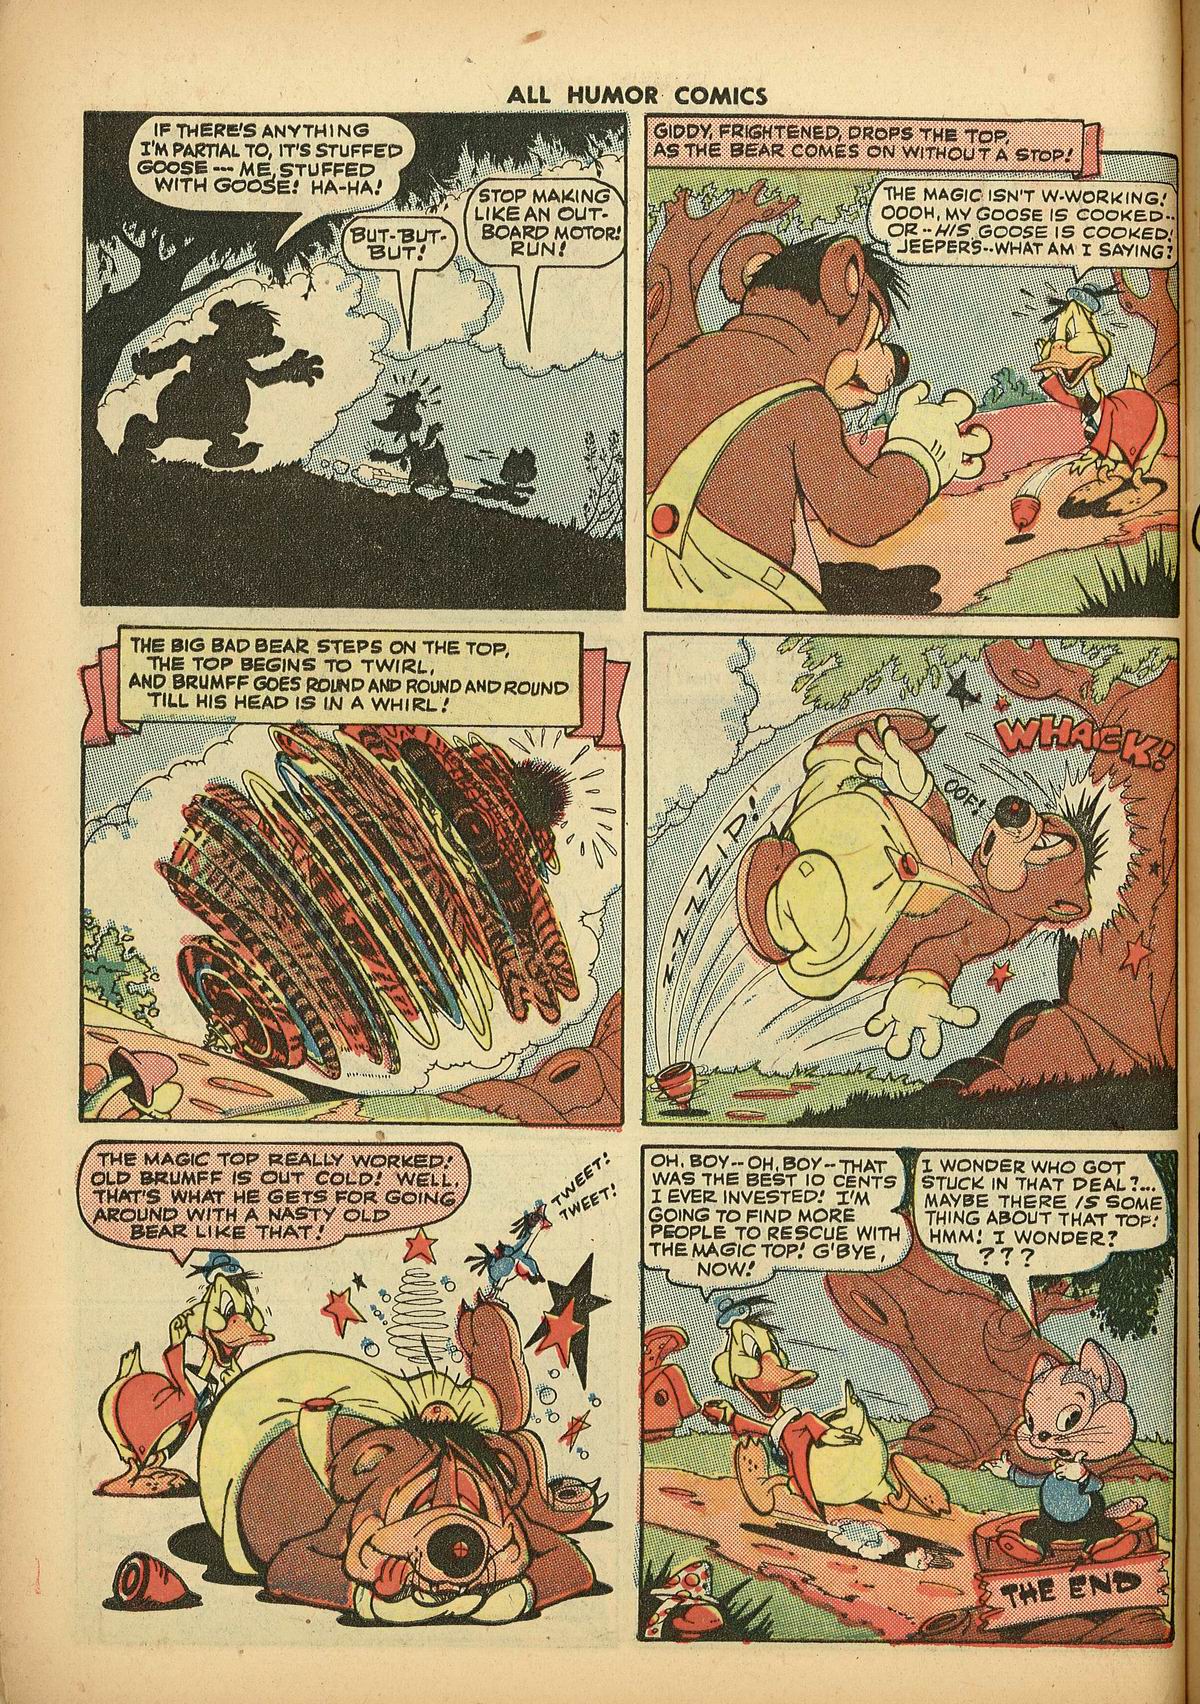 ALL HUMOR COMICS
IF THERE'S ANYTHING
I'M PARTIAL TO, IT'S STUFFED
GOOSE --- ME, STUFFED
WITH GOOSE! HA-HA!
BUT-BUT-
BUT!
STOP MAKING
LIKE AN OUT-
BOARD MOTOR!
RUN!
GIDDY, FRIGHTENED, DROPS THE TOP,
AS THE BEAR COMES ON WITHOUT A STOP!
THE MAGIC ISN'T W-WORKING!
OOOH, MY GOOSE IS COOKED--
OR -- HIS GOOSE IS COOKED!
JEEPERS--WHAT AM I SAYING?
THE BIG BAD BEAR STEPS ON THE TOP,
THE TOP BEGINS TO TWIRL,
AND BRUMFF GOES ROUND AND ROUND AND ROUND
TILL HIS HEAD IS IN A WHIRL!
WHACK!
OOF!
Z-Z-ZZZID!
THE MAGIC TOP REALLY WORKED!
OLD BRUMFF IS OUT COLD! WELL,
THAT'S WHAT HE GETS FOR GOING
AROUND WITH A NASTY OLD
BEAR LIKE THAT!
TWEET!
TWEET!
OH, BOY -- OH, BOY -- THAT
WAS THE BEST 10 CENTS
I EVER INVESTED! I'M
GOING TO FIND MORE
PEOPLE TO RESCUE WITH
THE MAGIC TOP! G'BYE,
NOW!
I WONDER WHO GOT
STUCK IN THAT DEAL?...
MAYBE THERE IS SOME
THING ABOUT THAT TOP!
HMM! I WONDER?
???
THE END